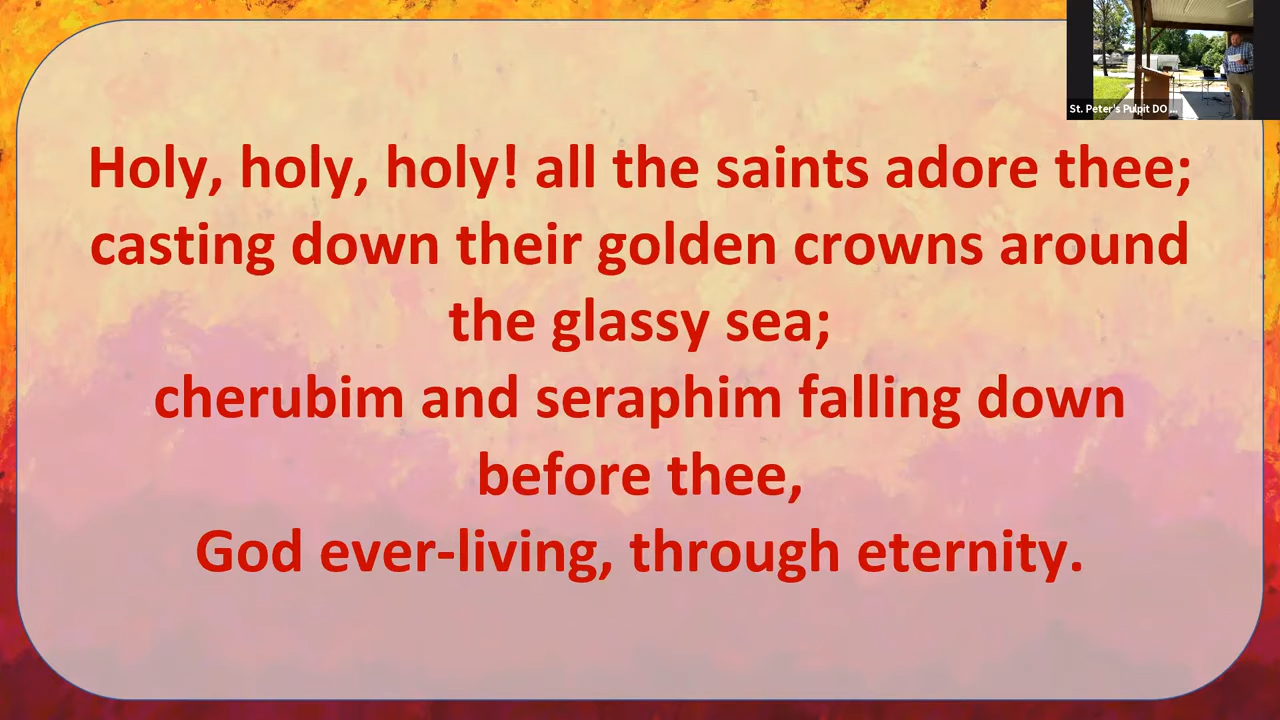 St. Peter's Pulpit DO ...
Holy, holy, holy! all the saints adore thee;
casting down their golden crowns around
the glassy sea;
cherubim and seraphim falling down
before thee,
God ever-living, through eternity.